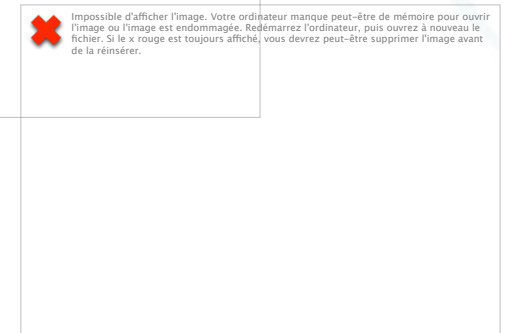 Impossible d'afficher l'image. Votre ordinateur manque peut-être de mémoire pour ouvrir
l'image ou l'image est endommagée. Redémarrez l'ordinateur, puis ouvrez à nouveau le
fichier. Si le x rouge est toujours affiché, vous devrez peut-être supprimer l'image avant
de la réinsérer.